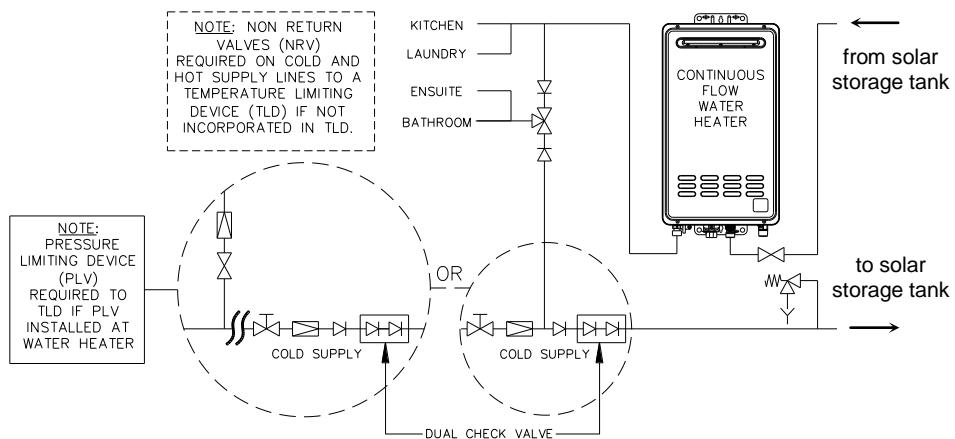 NOTE: NON RETURN
VALVES (NRV)
REQUIRED ON COLD AND
HOT SUPPLY LINES TO A
TEMPERATURE LIMITING
DEVICE (TLD) IF NOT
INCORPORATED IN TLD.
KITCHEN
LAUNDRY
ENSUITE
BATHROOM
CONTINUOUS
FLOW
WATER
HEATER
from solar
storage tank
NOTE:
PRESSURE
LIMITING DEVICE
(PLV)
REQUIRED TO
TLD IF PLV
INSTALLED AT
WATER HEATER
OR
to solar
storage tank
COLD SUPPLY
COLD SUPPLY
DUAL CHECK VALVE